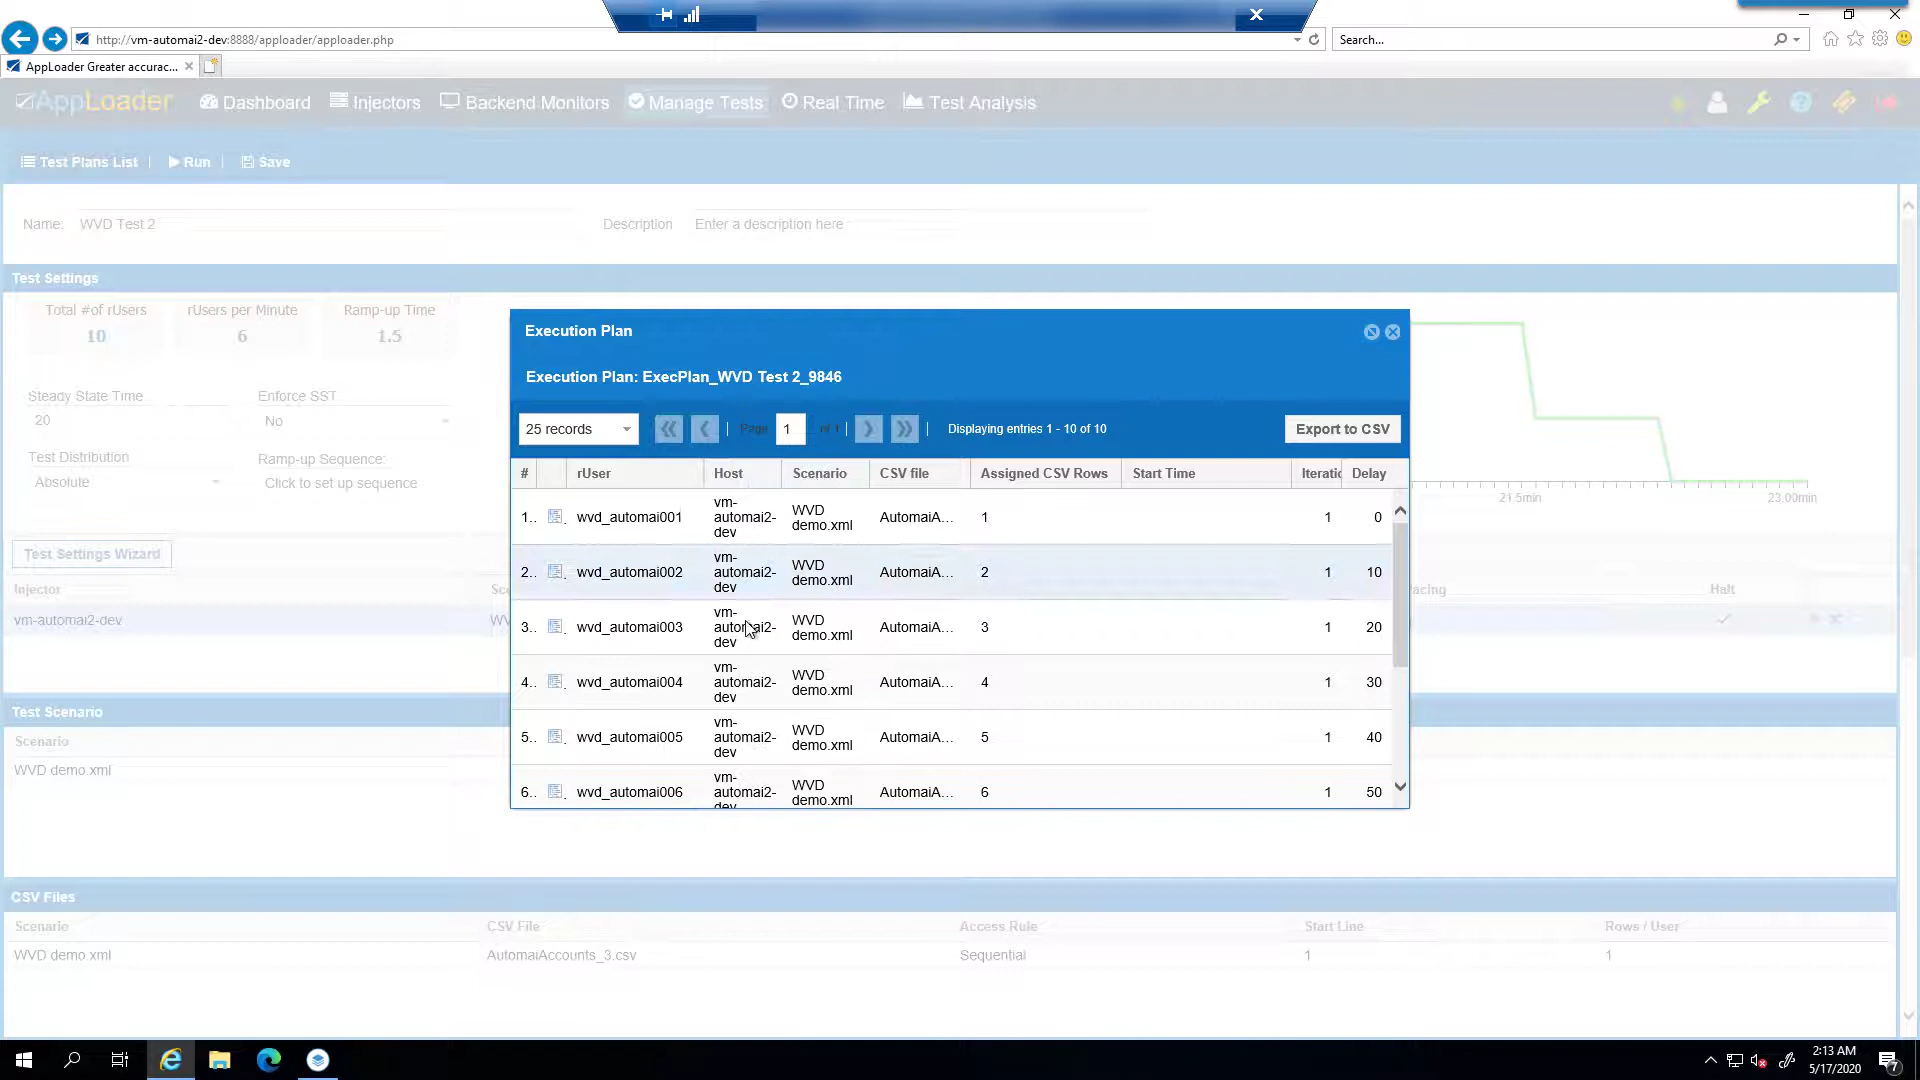 http://vm-automai2-dev:8888/apploader/apploader.php
Search...
AppLoader Greater accurac...
AppLoader
Dashboard
Injectors
Backend Monitors
Manage Tests
Real Time
Test Analysis
Test Plans List
Run
Save
Name:
WVD Test 2
Description
Enter a description here
Test Settings
Total #of rUsers
rUsers per Minute
Ramp-up Time
10
6
1.5
Steady State Time
Enforce SST
20
No
Test Distribution
Ramp-up Sequence:
Absolute
Click to set up sequence
21.5min
23.00min
Test Settings Wizard
Injector
Halt
vm-automai2-dev
Execution Plan
Execution Plan: ExecPlan_WVD Test 2_9846
25 records
Page
1
of 1
Displaying entries 1 - 10 of 10
Export to CSV
# rUser Host Scenario CSV file Assigned CSV Rows Start Time Iteratio Delay
1.. wvd_automai001 vm-automai2-dev WVD demo.xml AutomaiA... 1 1 0
2.. wvd_automai002 vm-automai2-dev WVD demo.xml AutomaiA... 2 1 10
3.. wvd_automai003 vm-automai2-dev WVD demo.xml AutomaiA... 3 1 20
4.. wvd_automai004 vm-automai2-dev WVD demo.xml AutomaiA... 4 1 30
5.. wvd_automai005 vm-automai2-dev WVD demo.xml AutomaiA... 5 1 40
6.. wvd_automai006 vm-automai2-dev WVD demo.xml AutomaiA... 6 1 50
Test Scenario
Scenario
WVD demo.xml
CSV Files
Scenario CSV File Access Rule Start Line Rows / User
WVD demo xml AutomaiAccounts_3.csv Sequential 1 1
2:13 AM
5/17/2020
7